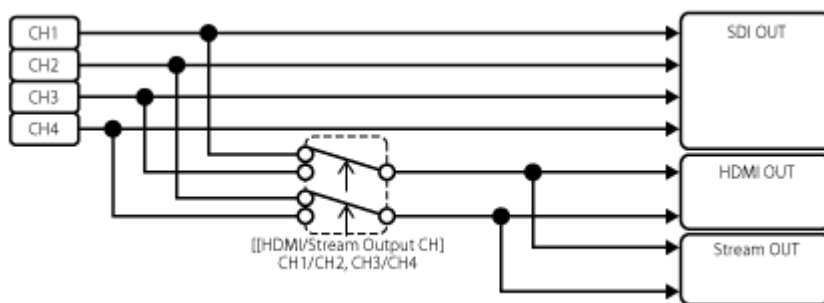 CH1
CH2
CH3
CH4
SDI OUT
HDMI OUT
Stream OUT
[[HDMI/Stream Output CH]
CH1/CH2, CH3/CH4